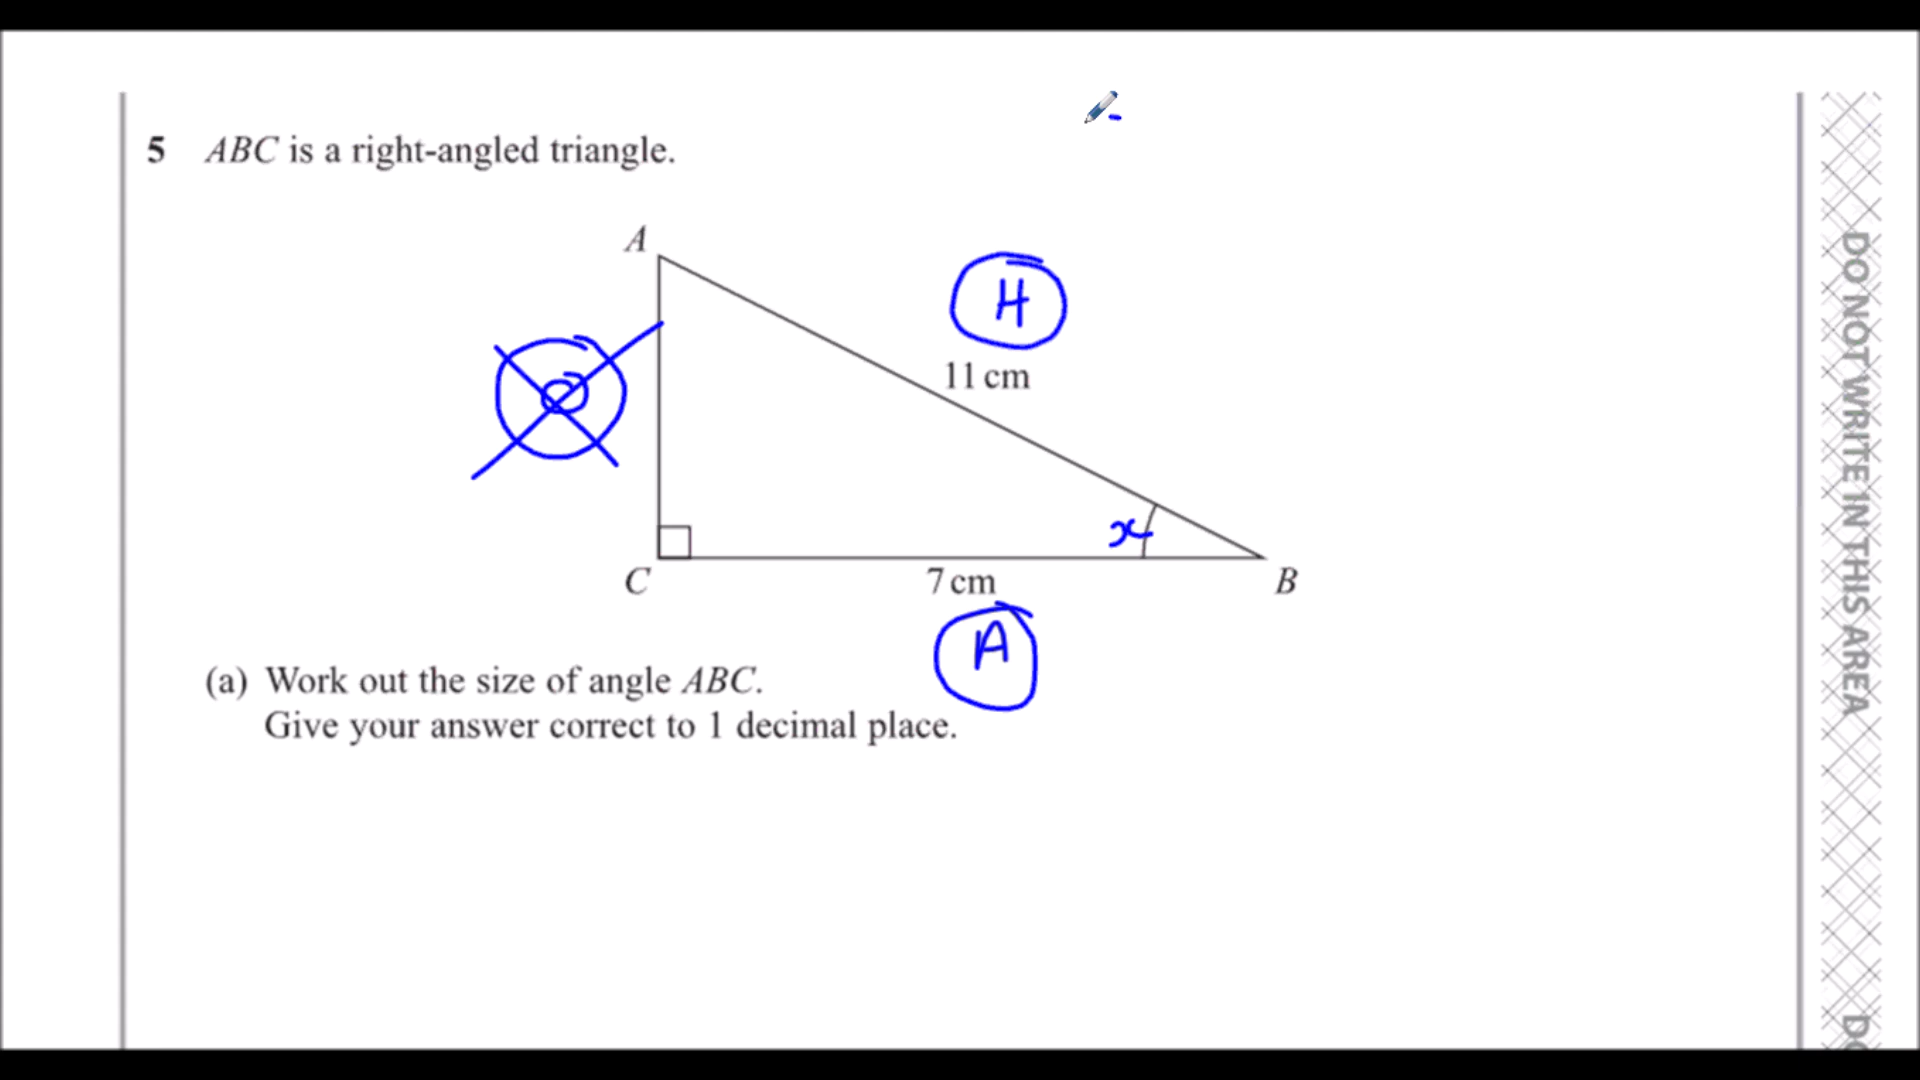 5 ABC is a right-angled triangle.
A
H
11 cm
O
x
C
7 cm
B
A
(a) Work out the size of angle ABC.
Give your answer correct to 1 decimal place.
DO NOT WRITE IN THIS AREA